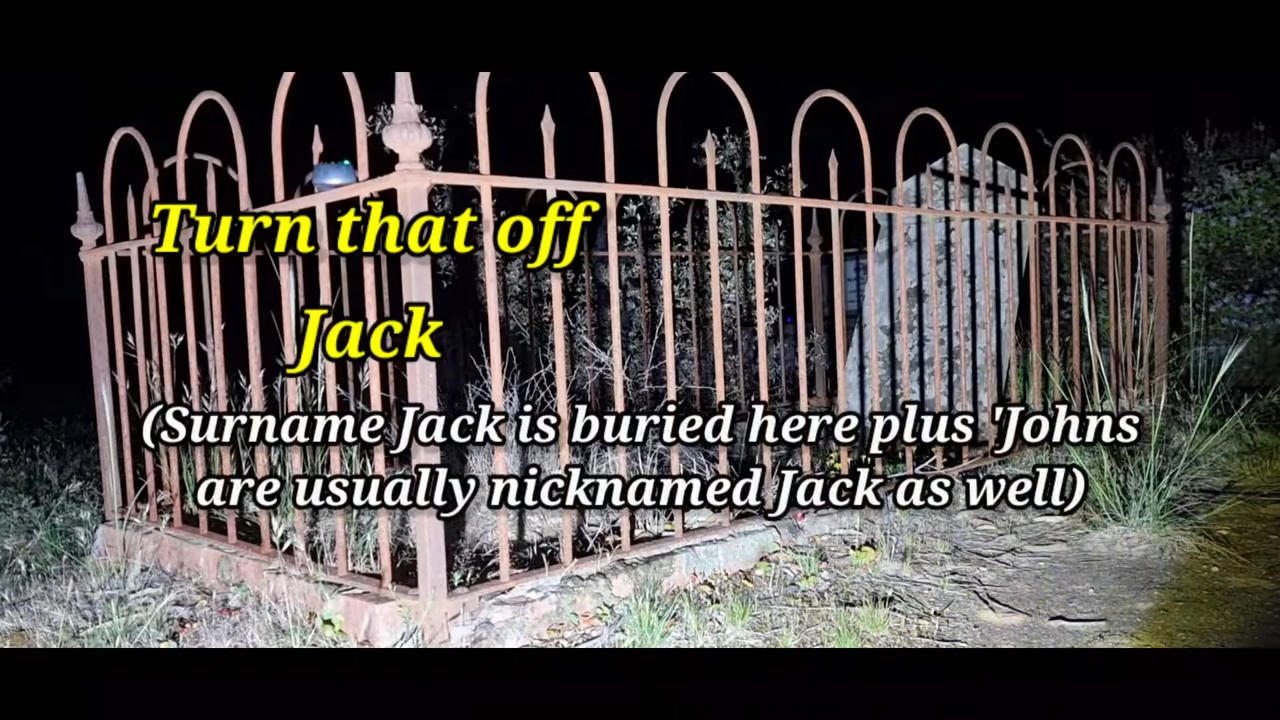 Turn that off
Jack
(Surname Jack is buried here plus 'Johns
are usually nicknamed Jack as well)